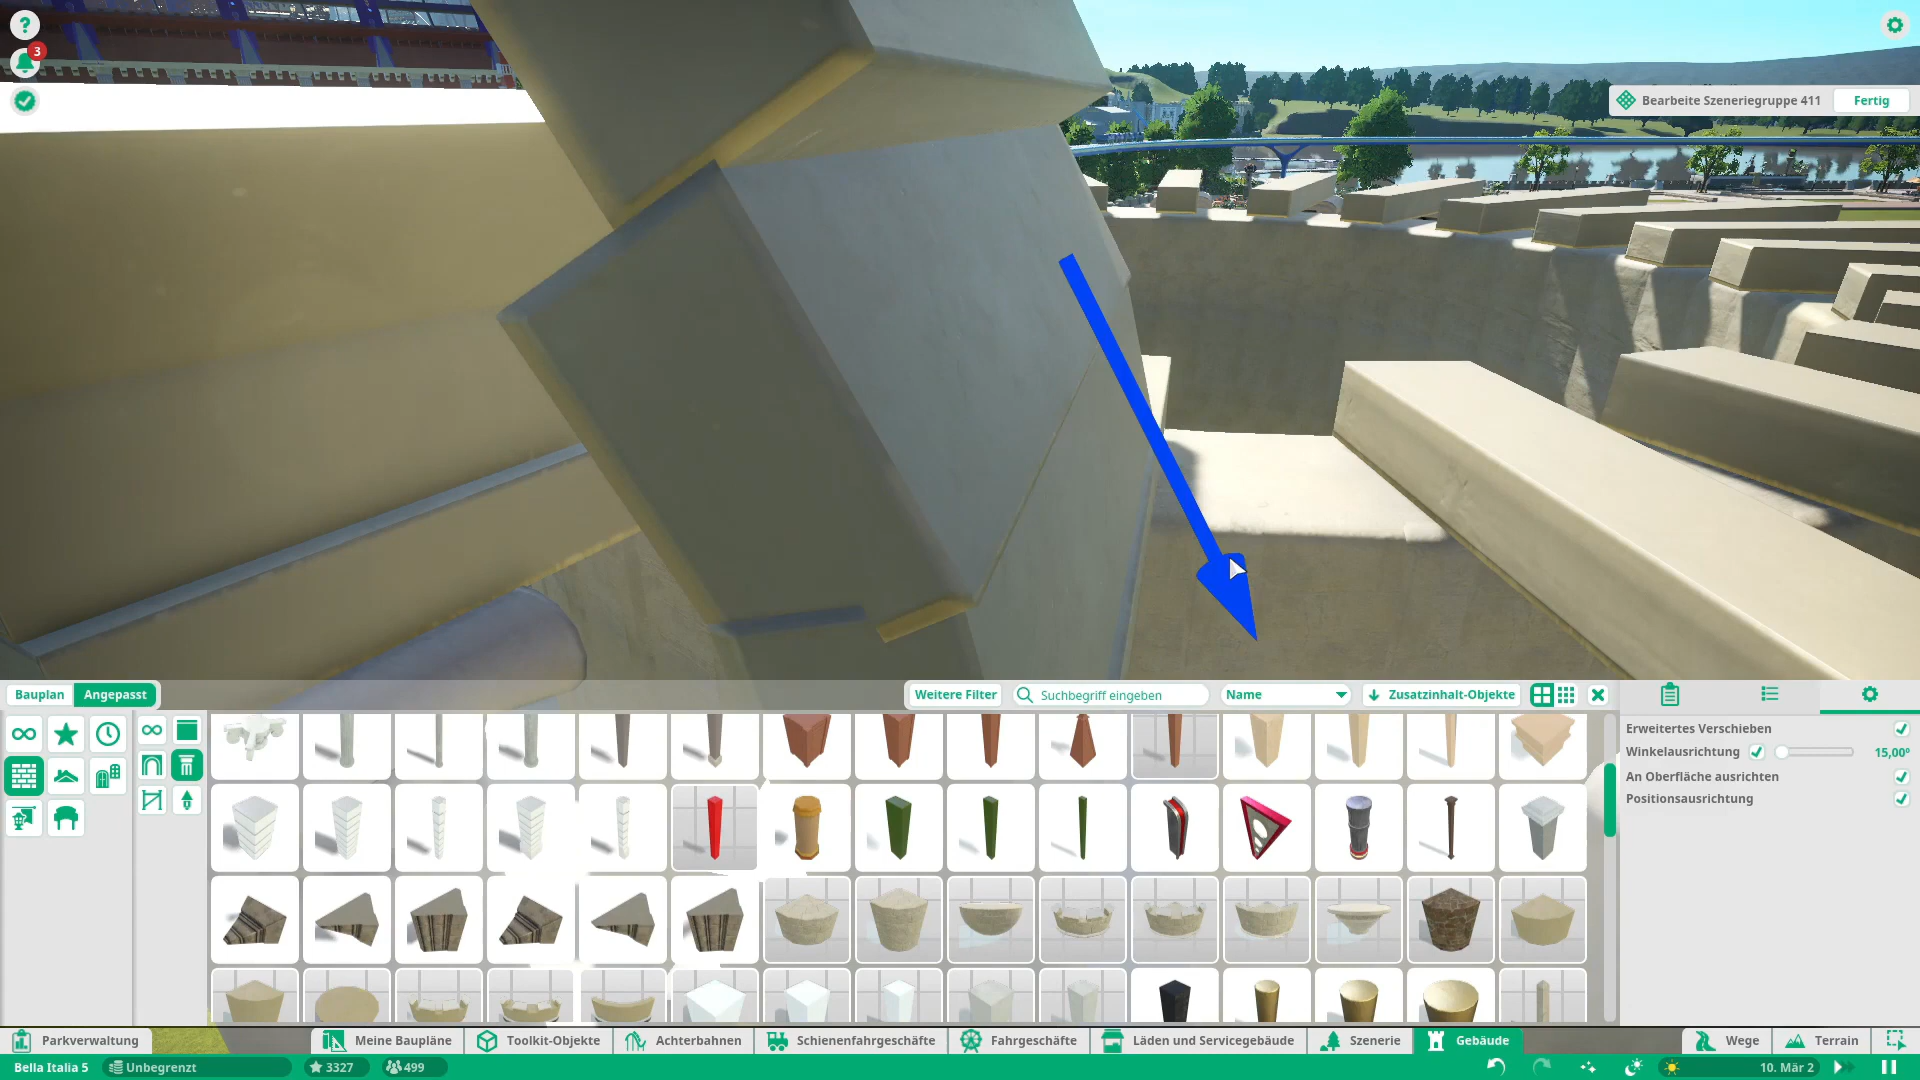 ?
3
Bearbeite Szeneriegruppe 411
Fertig
Bauplan
Angepasst
Weitere Filter
Suchbegriff eingeben
Name
Zusatzinhalt-Objekte
Erweitertes Verschieben
Winkelausrichtung
15,00°
An Oberfläche ausrichten
Positionsausrichtung
Parkverwaltung
Meine Baupläne
Toolkit-Objekte
Achterbahnen
Schienenfahrgeschäfte
Fahrgeschäfte
Läden und Servicegebäude
Szenerie
Gebäude
Wege
Terrain
Bella Italia 5
Unbegrenzt
3327
499
10. Mär 2